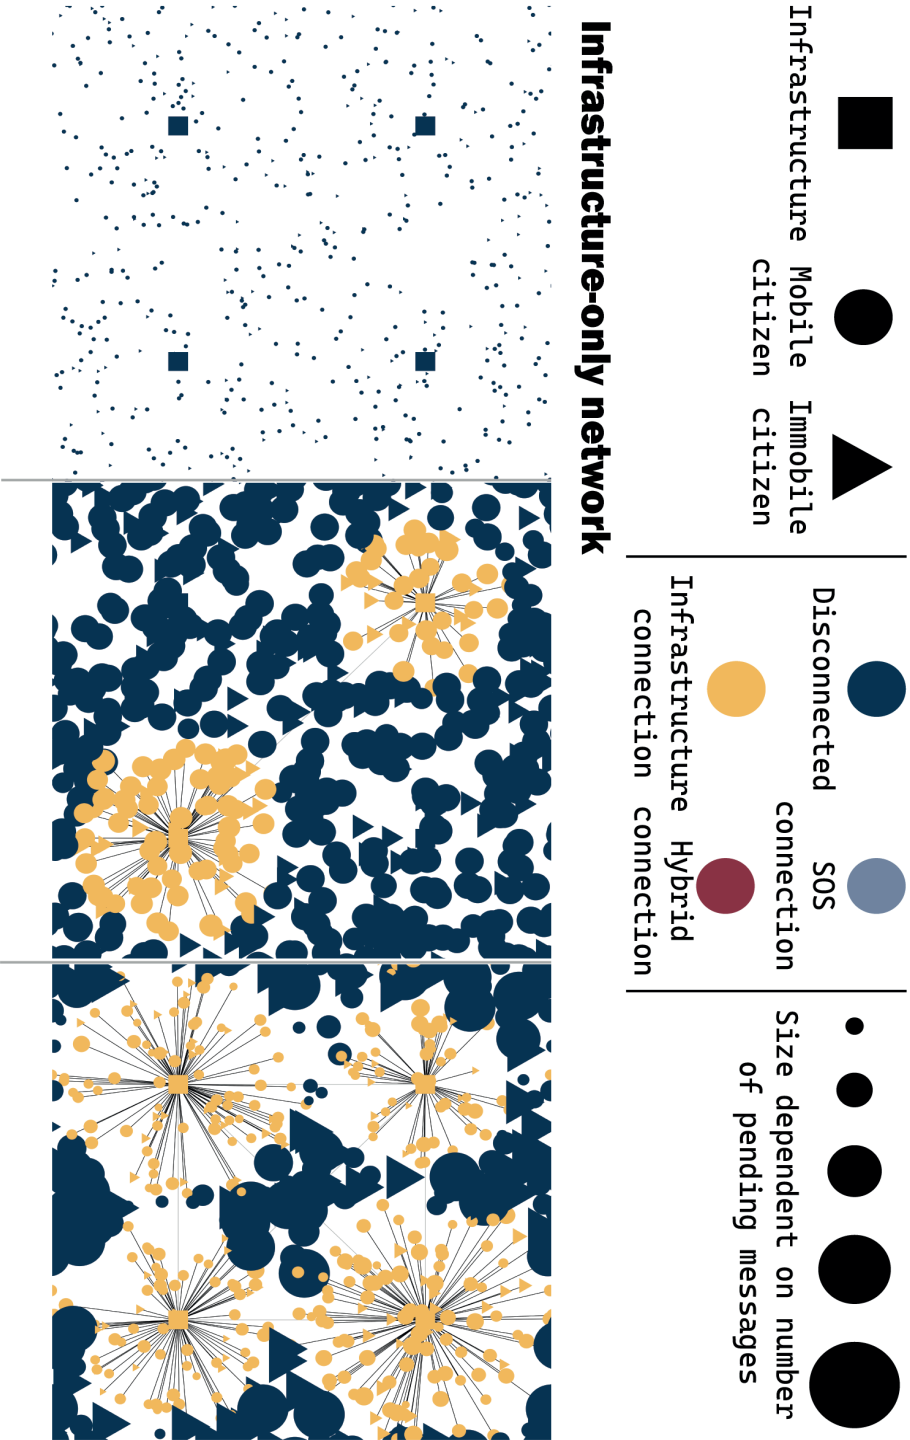 Infrastructure
Mobile
citizen
Immobile
citizen
Disconnected
SOS
connection
Infrastructure
connection
Hybrid
connection
Size dependent on number
of pending messages
Infrastructure-only network